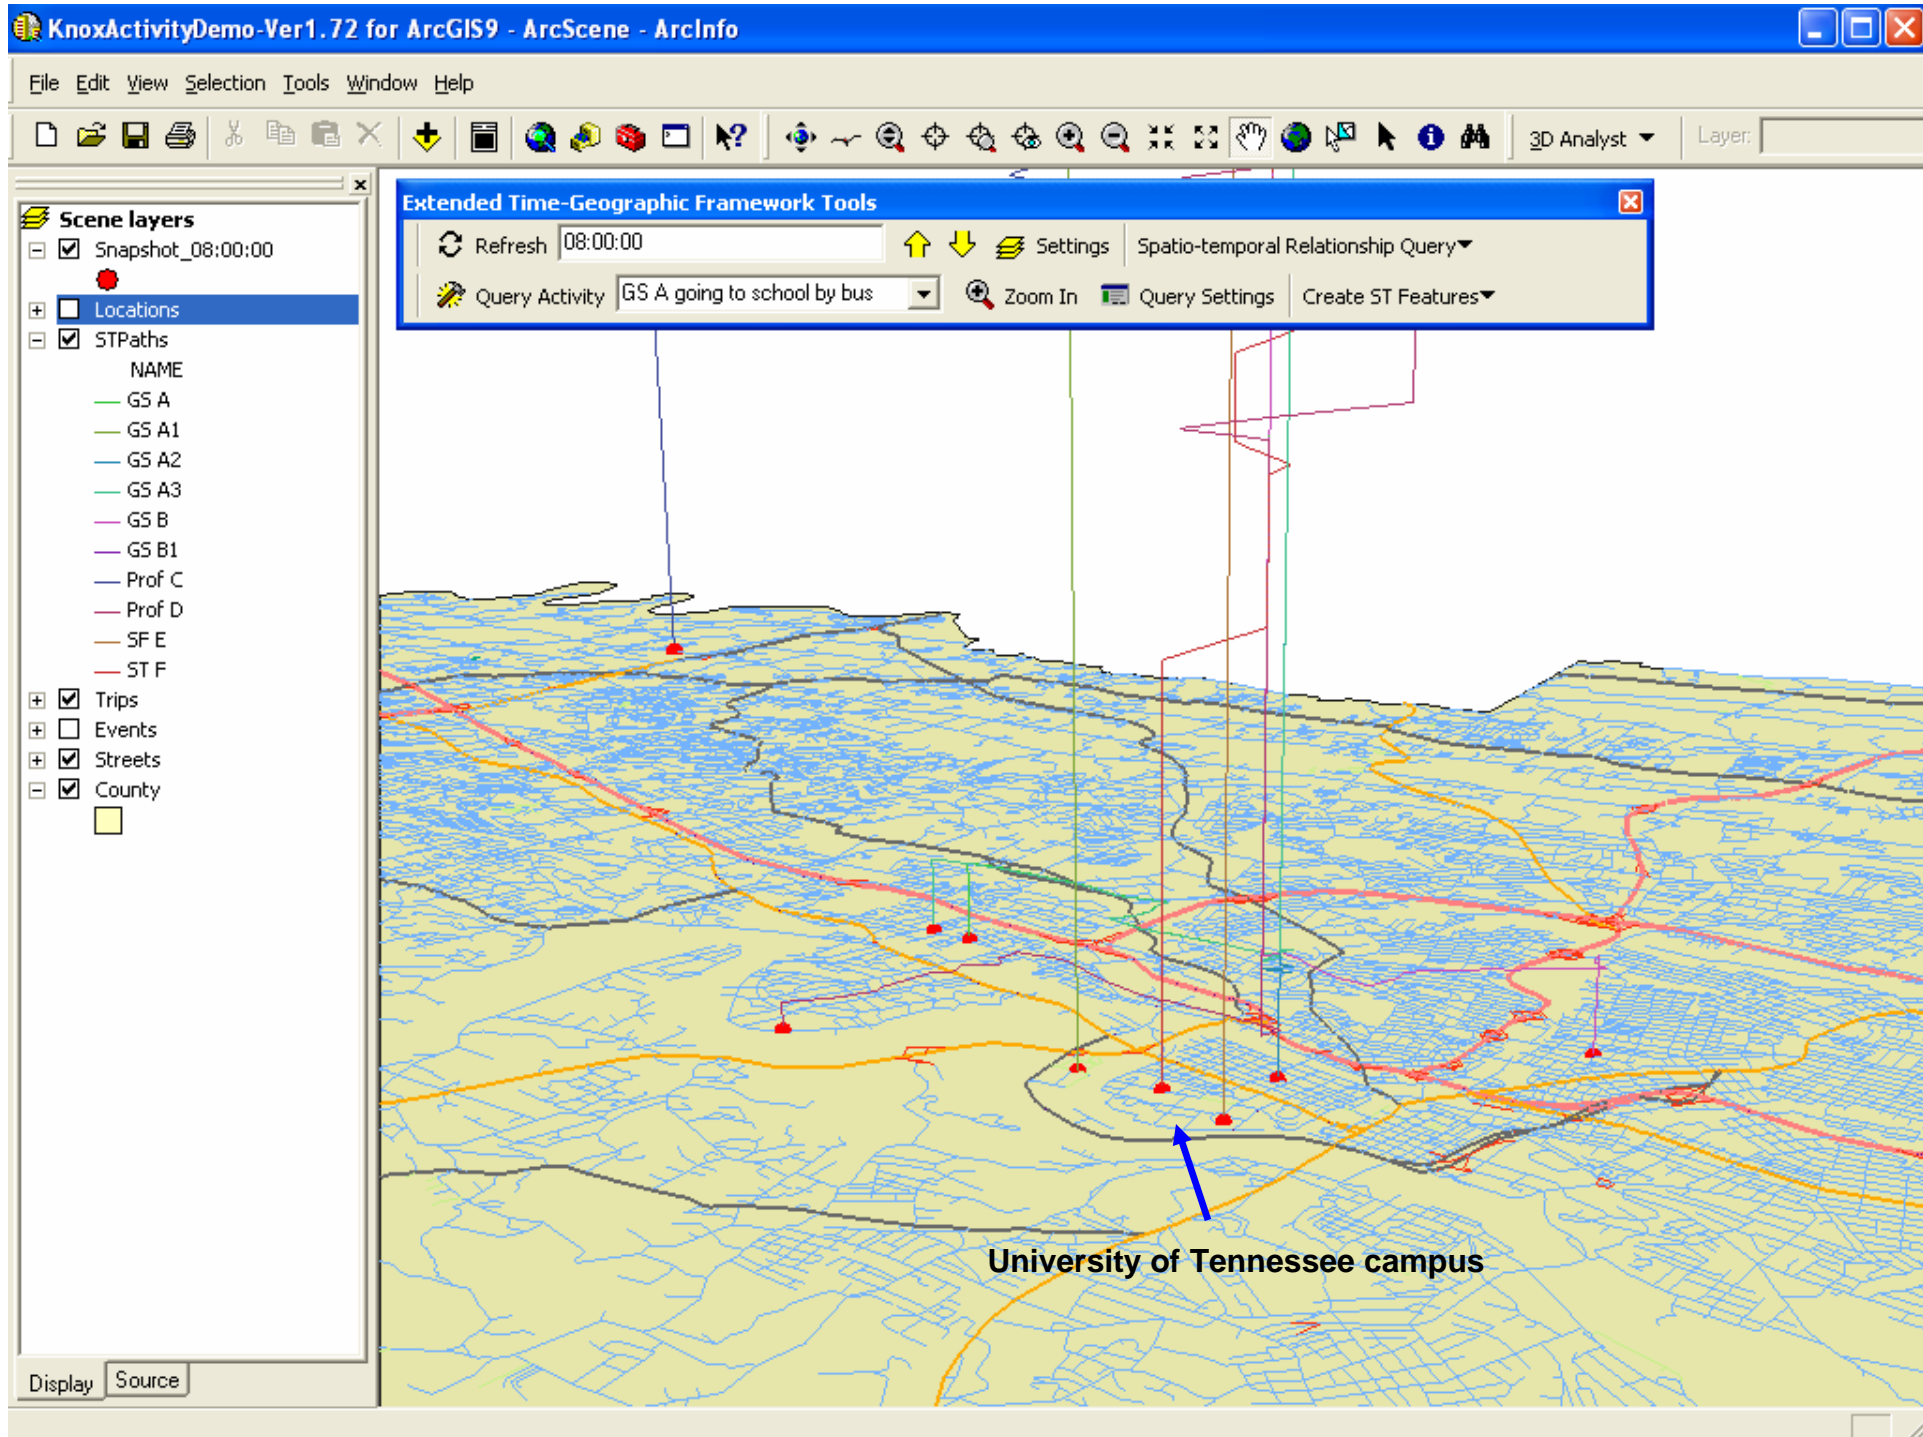 KnoxActivityDemo-Ver1.72 for ArcGIS9 - ArcScene - ArcInfo
File Edit View Selection Tools Window Help
3D Analyst Layer:
Scene layers
Snapshot_08:00:00
Locations
STPaths
NAME
GS A
GS A1
GS A2
GS A3
GS B
GS B1
Prof C
Prof D
SF E
ST F
Trips
Events
Streets
County
Display Source
Extended Time-Geographic Framework Tools
Refresh 08:00:00 Settings Spatio-temporal Relationship Query
Query Activity GS A going to school by bus Zoom In Query Settings Create ST Features
University of Tennessee campus